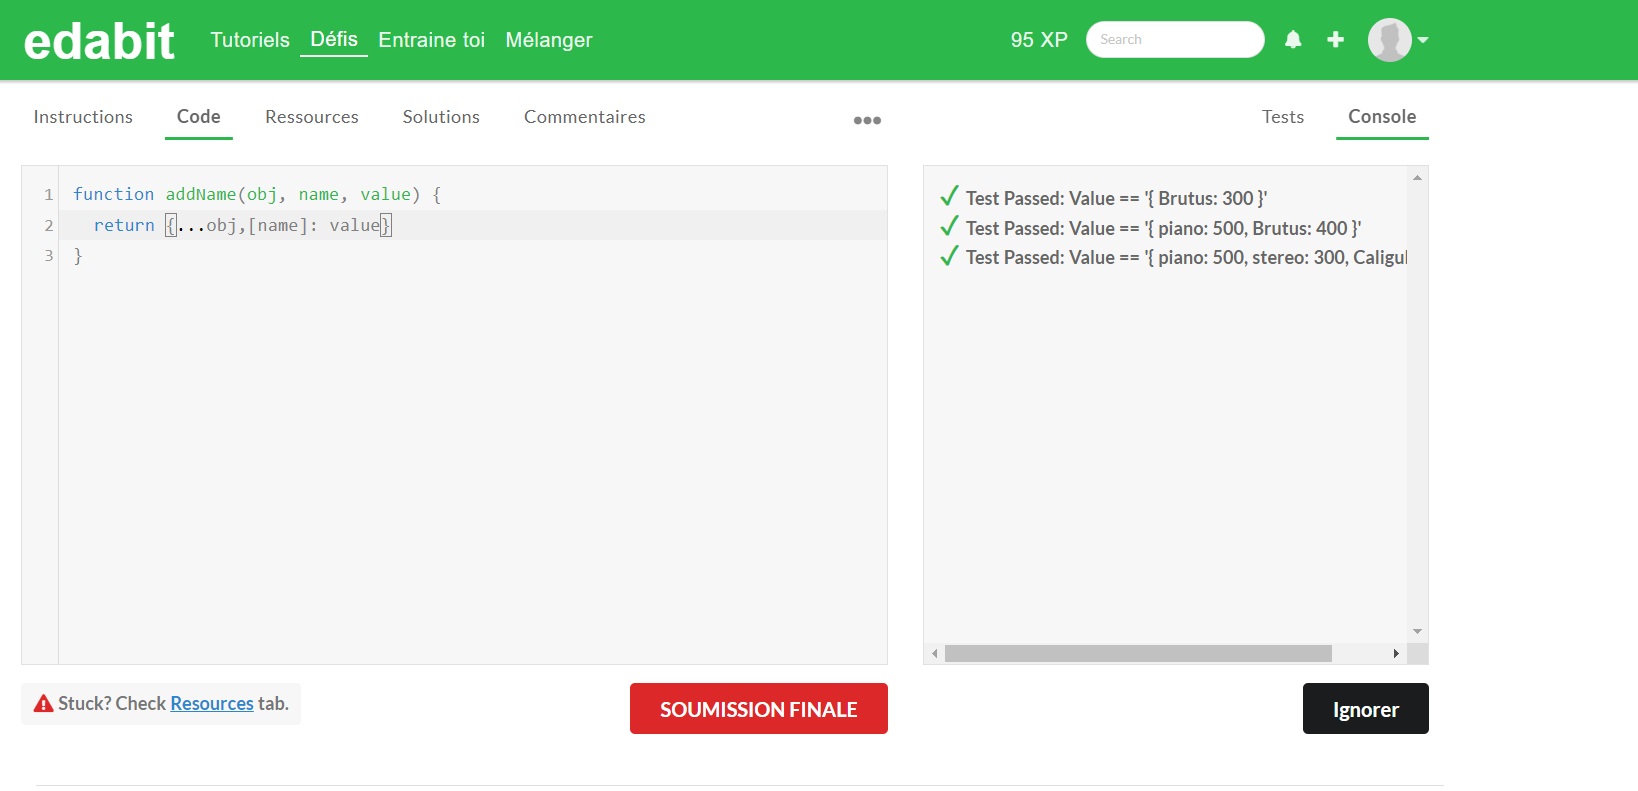 edabit Tutoriels Défis Entraine toi Mélanger 95 XP Search
Instructions Code Ressources Solutions Commentaires ••• Tests Console
1 function addName(obj, name, value) {
2 return {...obj,[name]: value}
3 }
✓ Test Passed: Value == '{ Brutus: 300 }'
✓ Test Passed: Value == '{ piano: 500, Brutus: 400 }'
✓ Test Passed: Value == '{ piano: 500, stereo: 300, Caligul
Stuck? Check Resources tab.
SOUMISSION FINALE
Ignorer